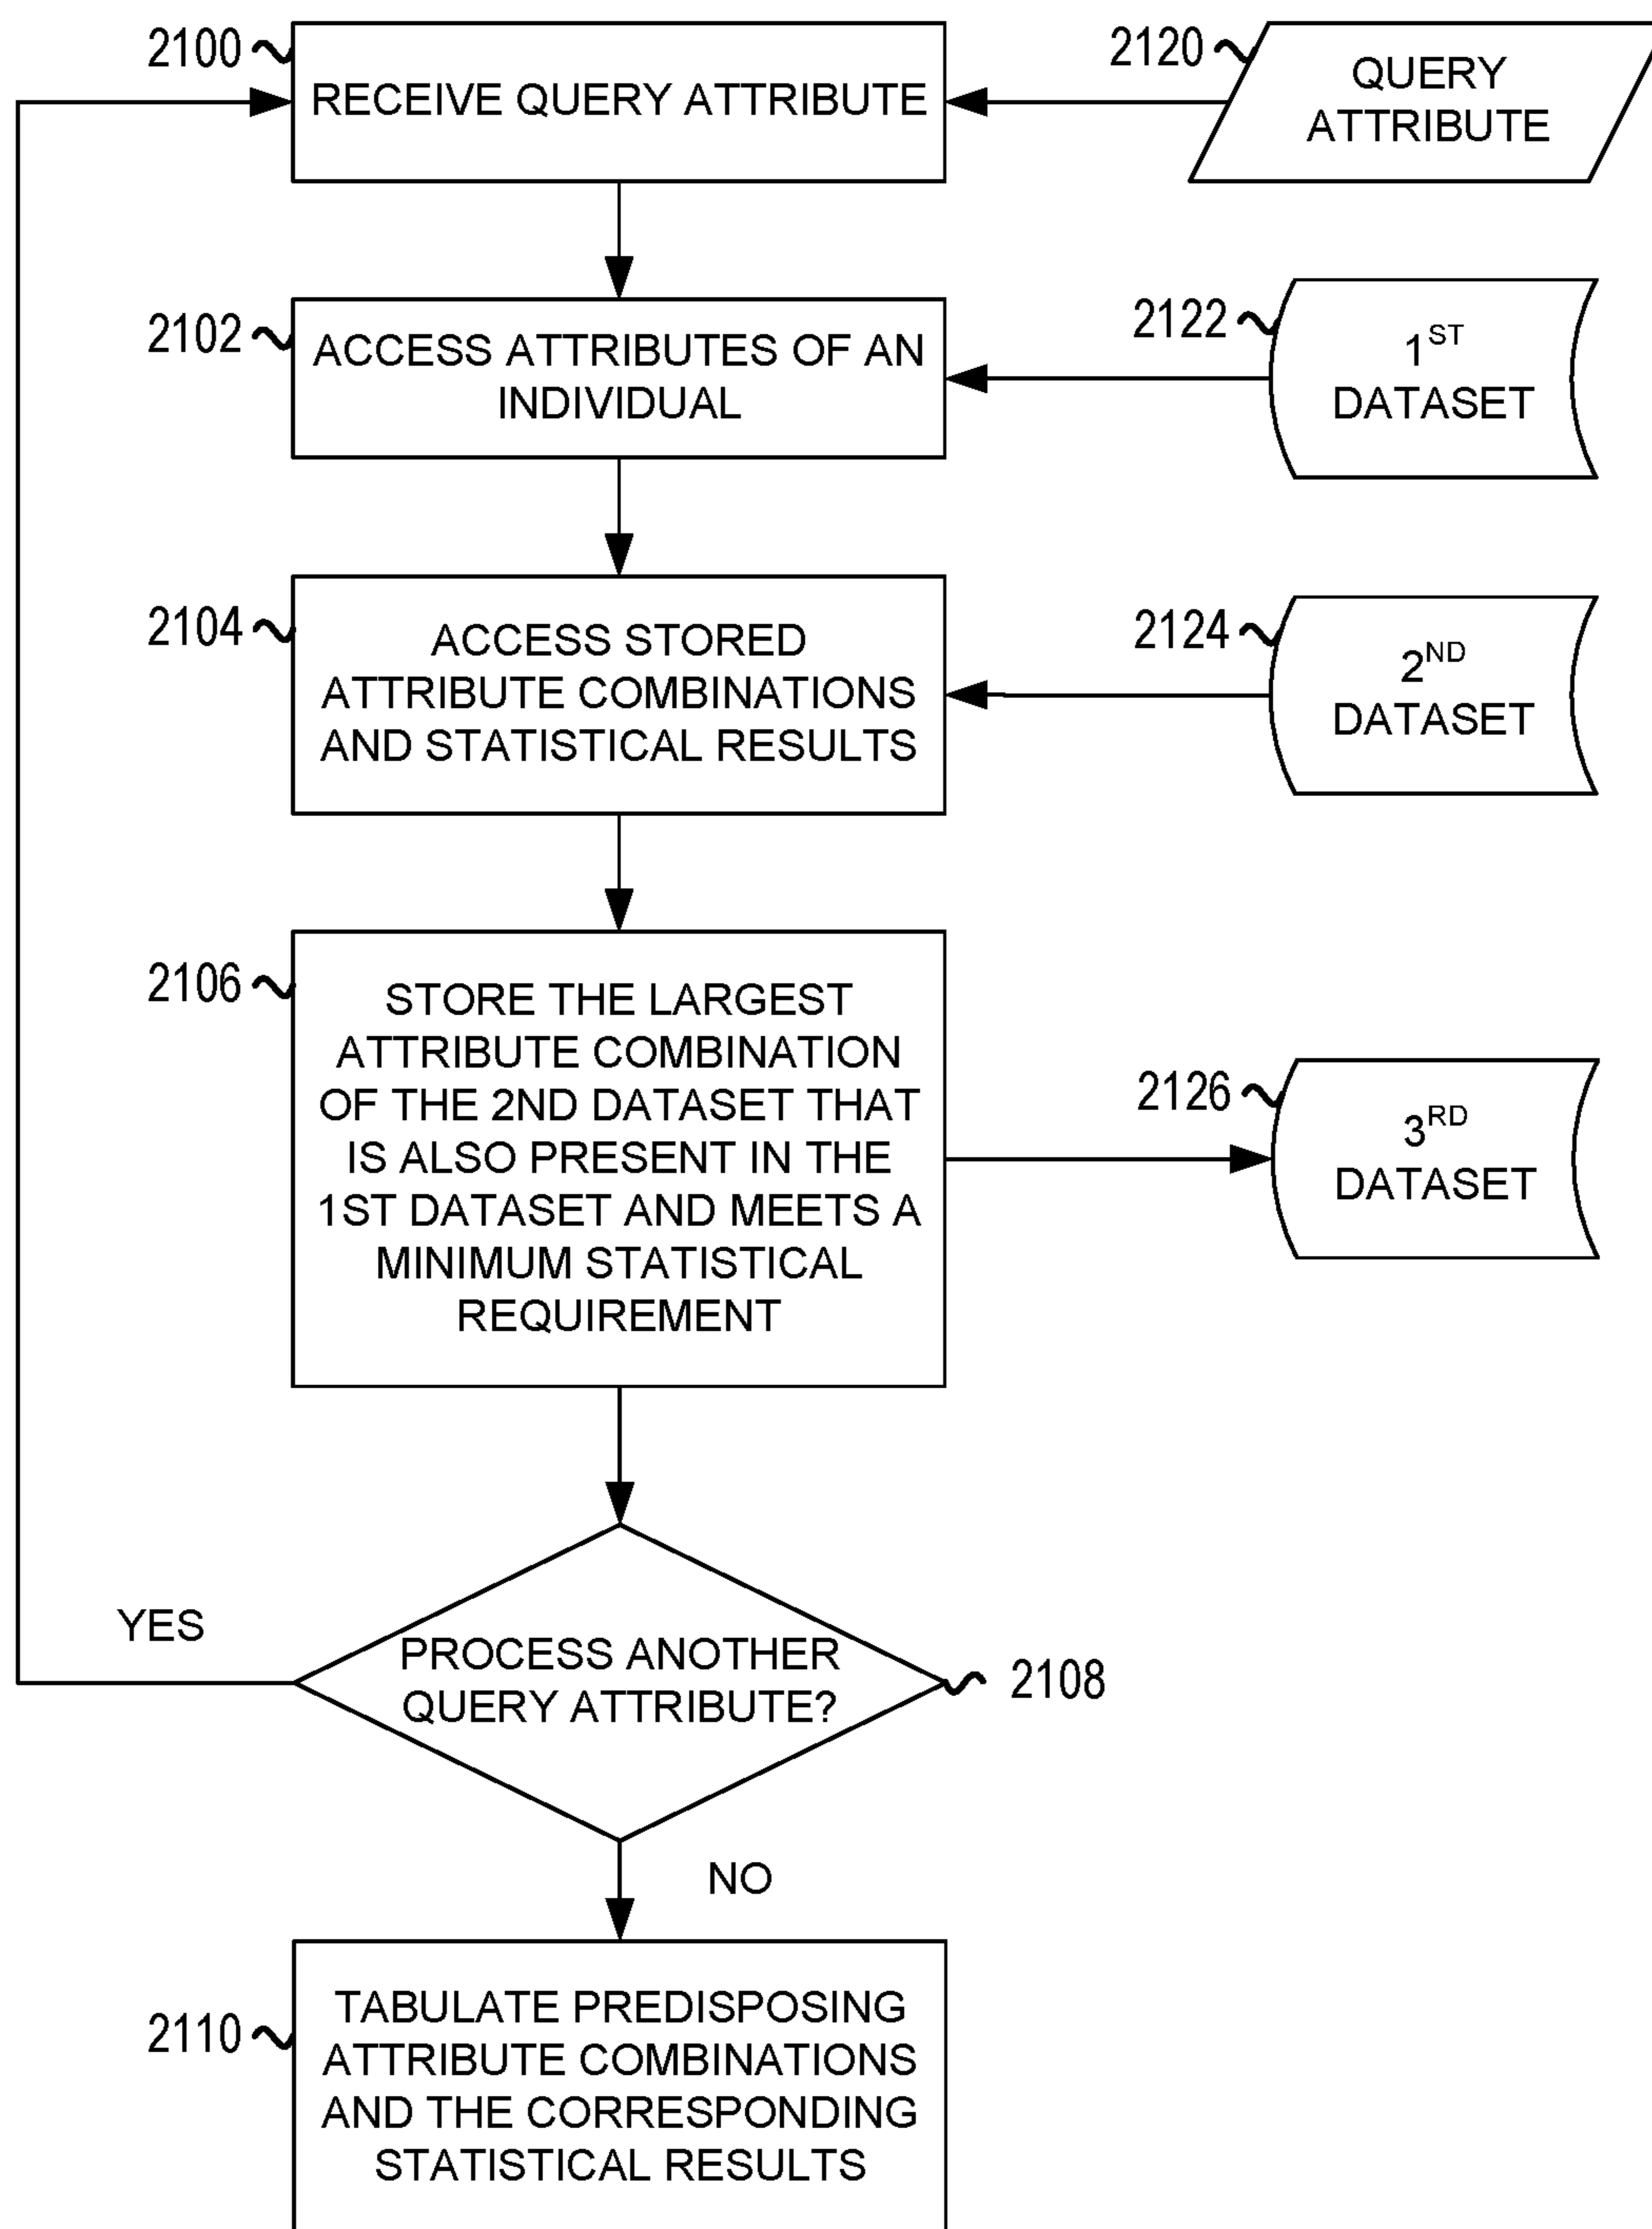 2100
RECEIVE QUERY ATTRIBUTE
2120
QUERY
ATTRIBUTE
2102
ACCESS ATTRIBUTES OF AN
INDIVIDUAL
2122
1ST
DATASET
2104
ACCESS STORED
ATTRIBUTE COMBINATIONS
AND STATISTICAL RESULTS
2124
2ND
DATASET
2106
STORE THE LARGEST
ATTRIBUTE COMBINATION
OF THE 2ND DATASET THAT
IS ALSO PRESENT IN THE
1ST DATASET AND MEETS A
MINIMUM STATISTICAL
REQUIREMENT
2126
3RD
DATASET
YES
PROCESS ANOTHER
QUERY ATTRIBUTE?
2108
NO
2110
TABULATE PREDISPOSING
ATTRIBUTE COMBINATIONS
AND THE CORRESPONDING
STATISTICAL RESULTS